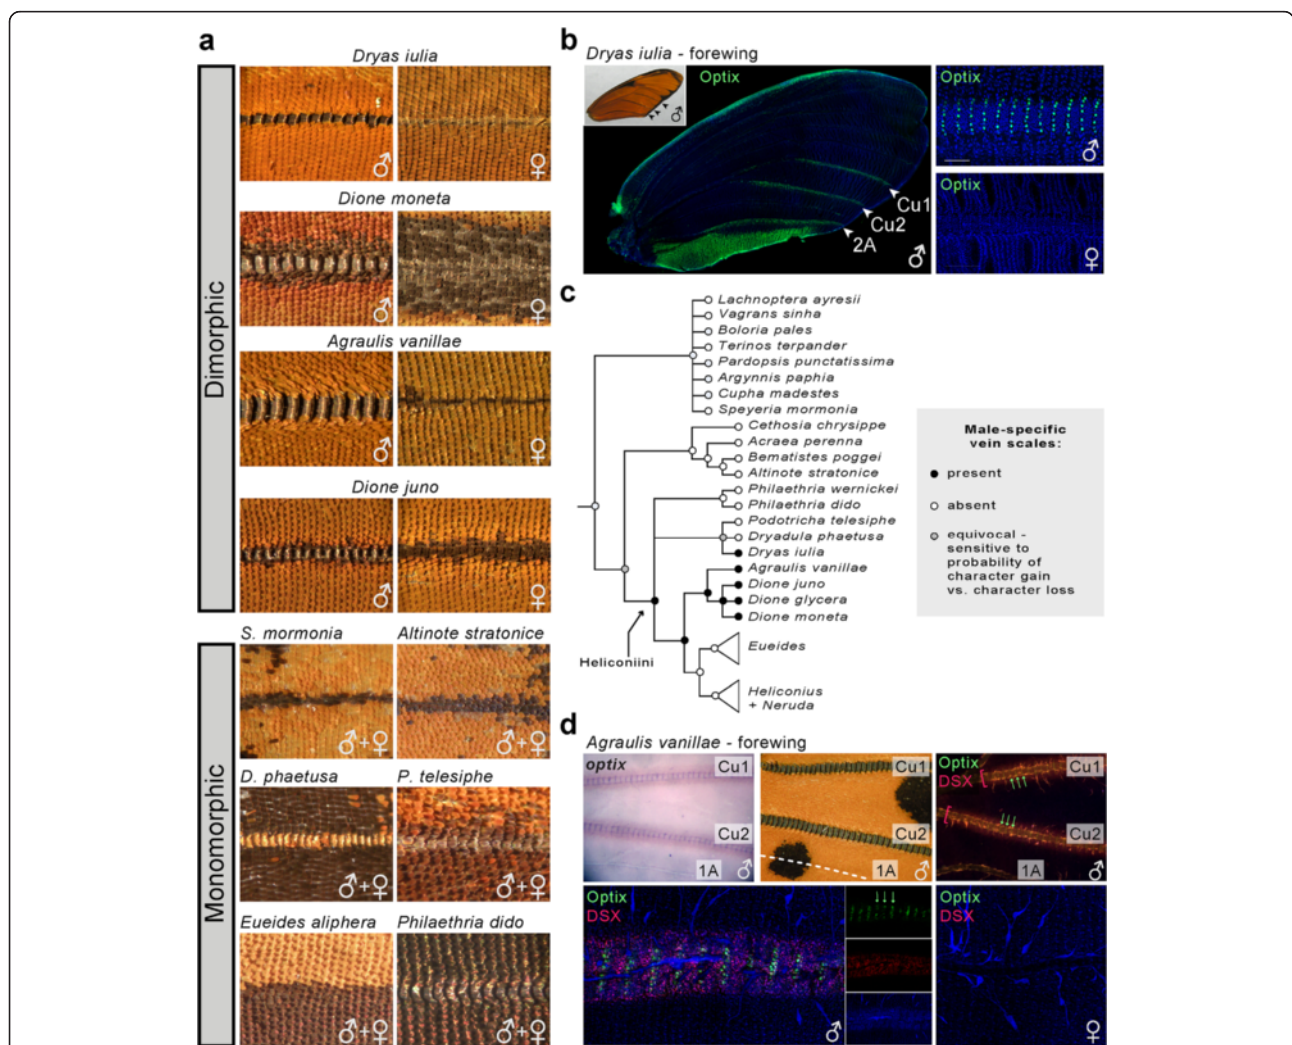 a
Dryas iulia
♂
♀
Dione moneta
♂
♀
Agraulis vanillae
♂
♀
Dione juno
♂
♀
Dimorphic
S. mormonia
Altinote stratonice
♂+♀
♂+♀
D. phaetusa
P. telesiphe
♂+♀
♂+♀
Eueides aliphera
Philaethria dido
♂+♀
♂+♀
Monomorphic
b
Dryas iulia - forewing
♂
Optix
Cu1
Cu2
2A
♂
Optix
♂
Optix
♀
c
Lachnoptera ayresii
Vagrans sinha
Boloria pales
Terinos terpander
Pardopsis punctatissima
Argynnis paphia
Cupha madestes
Speyeria mormonia
Cethosia chrysippe
Acraea perenna
Bematistes poggei
Altinote stratonice
Philaethria wernickei
Philaethria dido
Podotricha telesiphe
Dryadula phaetusa
Dryas iulia
Agraulis vanillae
Dione juno
Dione glycera
Dione moneta
Eueides
Heliconius
+ Neruda
Heliconiini
Male-specific
vein scales:
present
absent
equivocal -
sensitive to
probability of
character gain
vs. character loss
d
Agraulis vanillae - forewing
optix
Cu1
Cu2
1A
♂
Cu1
Cu2
1A
♂
Optix
DSX
Cu1
Cu2
1A
♂
Optix
DSX
♂
Optix
DSX
♀